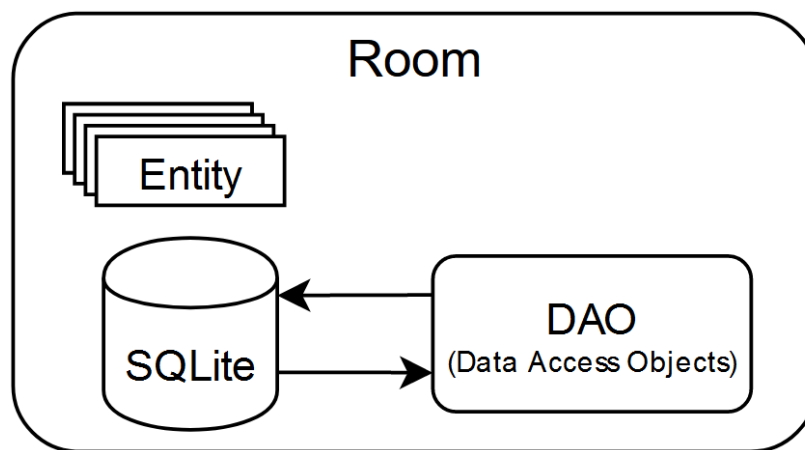 Room
Entity
SQLite
DAO
(Data Access Objects)